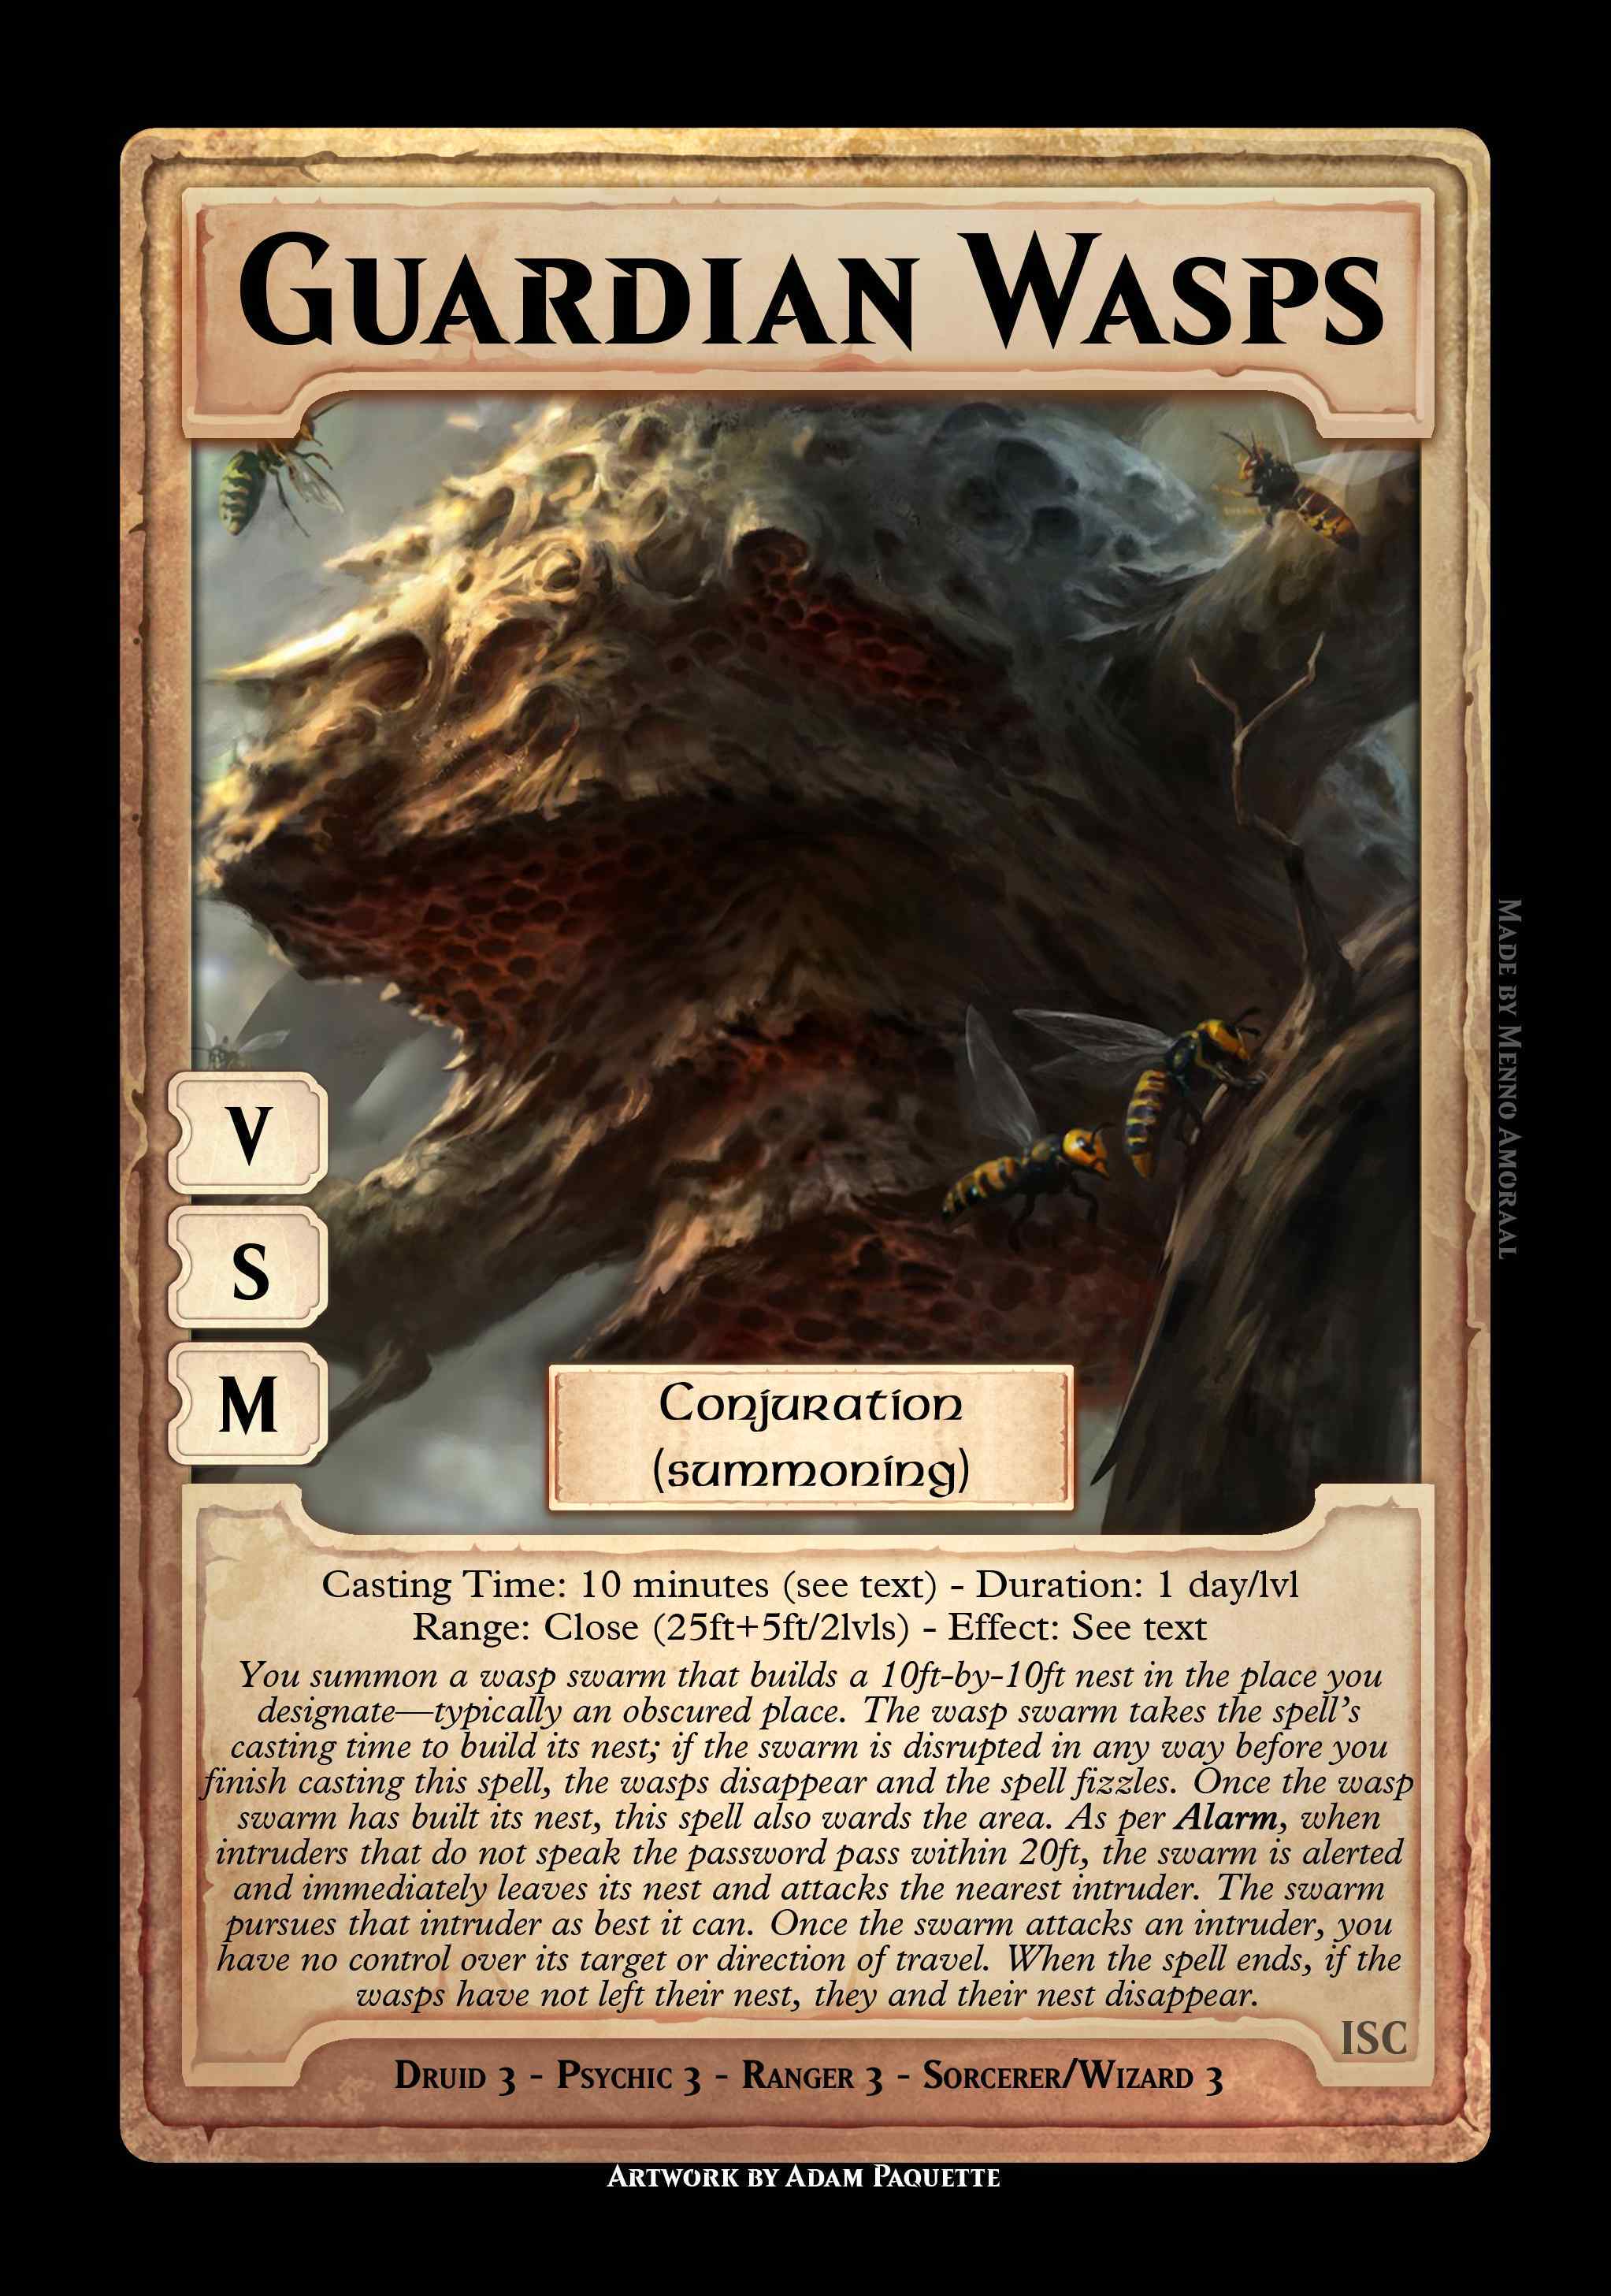 Guardian Wasps
V
S
M
Conjuration
(summoning)
Casting Time: 10 minutes (see text) - Duration: 1 day/lvl
Range: Close (25ft+5ft/2lvls) - Effect: See text
You summon a wasp swarm that builds a 10ft-by-10ft nest in the place you
designate—typically an obscured place. The wasp swarm takes the spell's
casting time to build its nest; if the swarm is disrupted in any way before you
finish casting this spell, the wasps disappear and the spell fizzles. Once the wasp
swarm has built its nest, this spell also wards the area. As per Alarm, when
intruders that do not speak the password pass within 20ft, the swarm is alerted
and immediately leaves its nest and attacks the nearest intruder. The swarm
pursues that intruder as best it can. Once the swarm attacks an intruder, you
have no control over its target or direction of travel. When the spell ends, if the
wasps have not left their nest, they and their nest disappear.
ISC
Druid 3 - Psychic 3 - Ranger 3 - Sorcerer/Wizard 3
Artwork by Adam Paquette
Made by Menno Amoraal